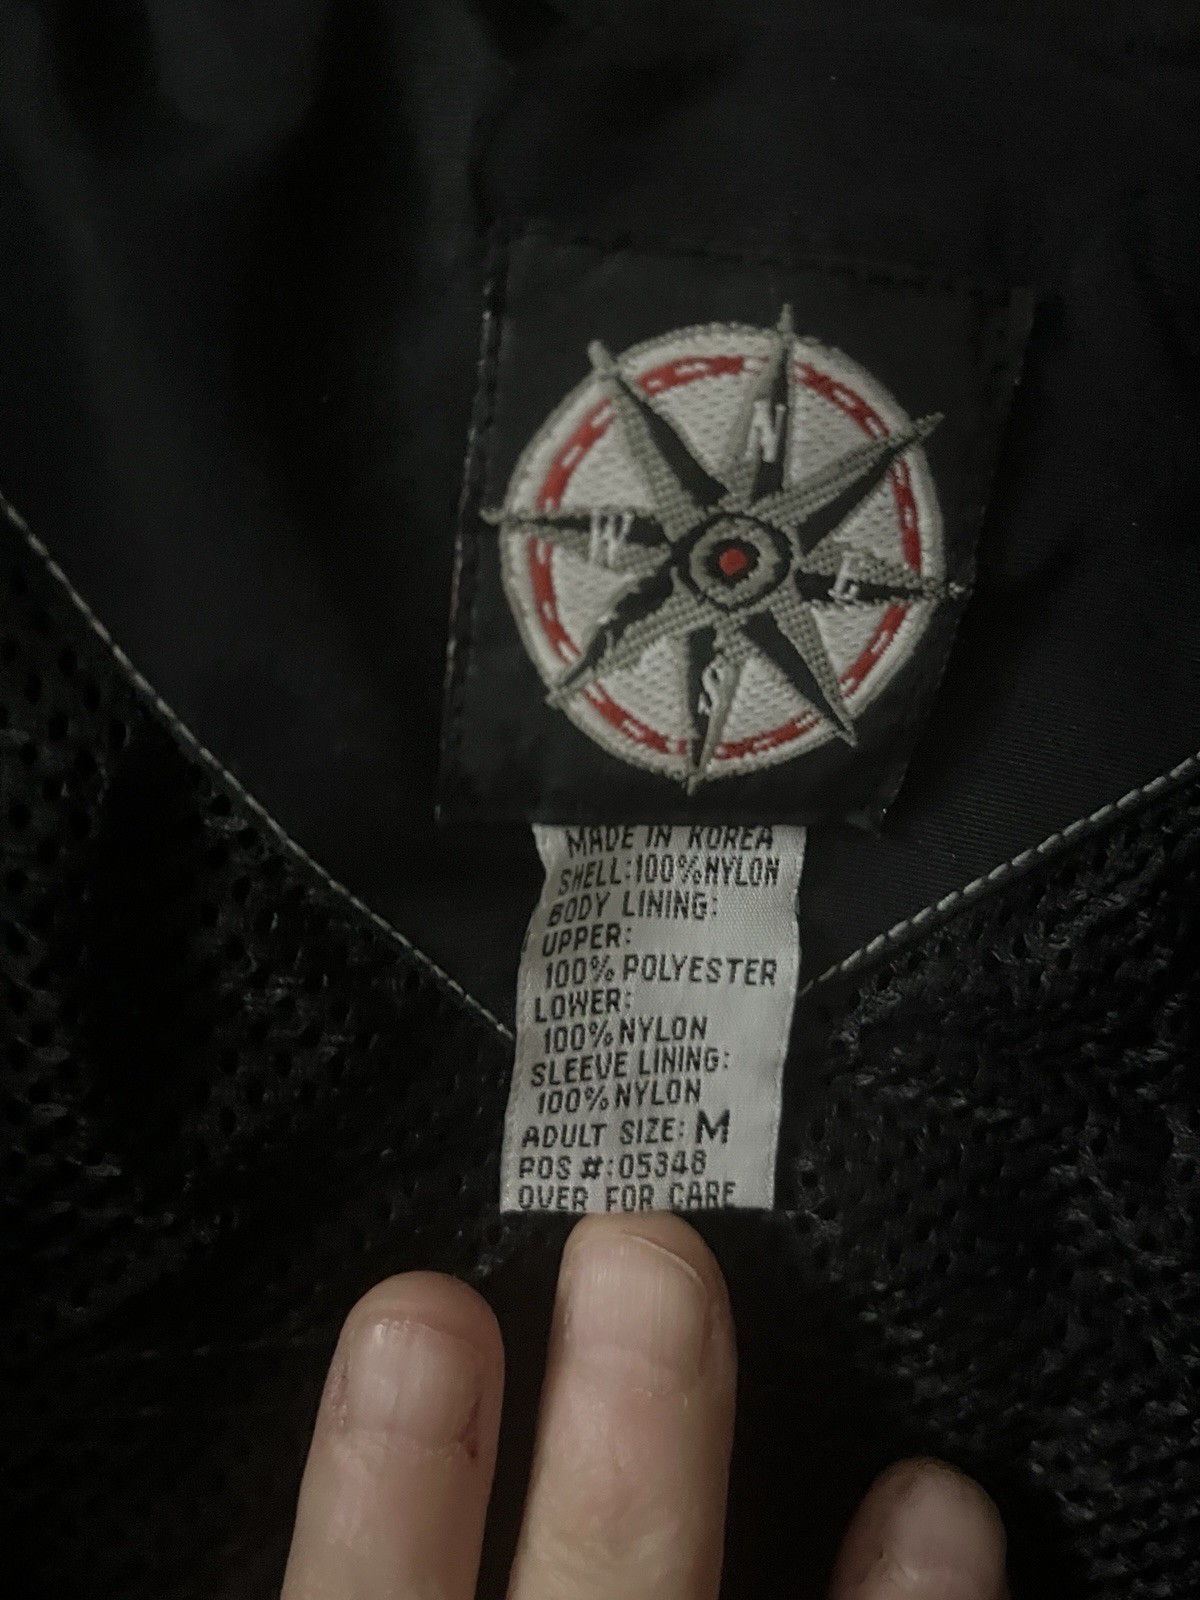 N
W E
S
MADE IN KOREA
SHELL:100%NYLON
BODY LINING:
UPPER:
100% POLYESTER
LOWER:
100%NYLON
SLEEVE LINING:
100%NYLON
ADULT SIZE: M
POS #:05348
OVER FOR CARE